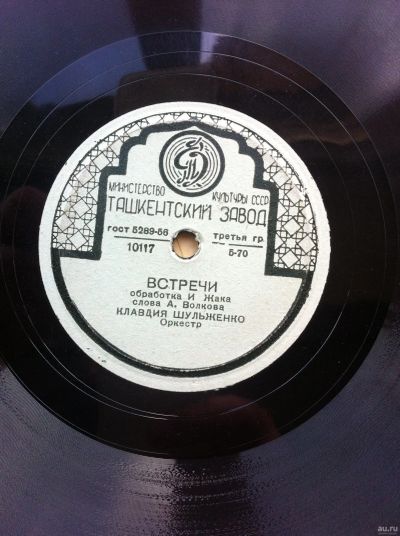 МИНИСТЕРСТВО КУЛЬТУРЫ СССР
ТАШКЕНТСКИЙ ЗАВОД
ГОСТ 5289-56 третья гр.
10117 5-70
ВСТРЕЧИ
обработка И Жака
слова А. Волкова
КЛАВДИЯ ШУЛЬЖЕНКО
Оркестр
au.ru